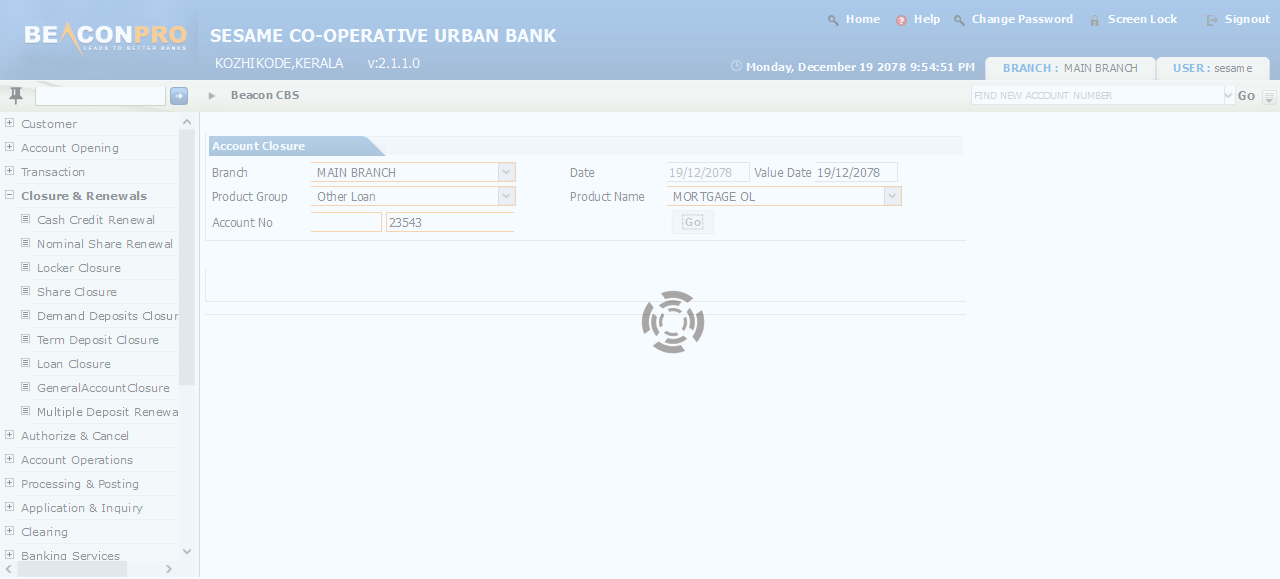 BEACONPRO
LEADS TO BETTER BANKS
SESAME CO-OPERATIVE URBAN BANK
KOZHIKODE,KERALA v:2.1.1.0
Home Help Change Password Screen Lock Signout
Monday, December 19 2078 9:54:51 PM BRANCH : MAIN BRANCH USER : sesame
Beacon CBS FIND NEW ACCOUNT NUMBER Go
Customer
Account Opening
Transaction
Closure & Renewals
Cash Credit Renewal
Nominal Share Renewal
Locker Closure
Share Closure
Demand Deposits Closur
Term Deposit Closure
Loan Closure
GeneralAccountClosure
Multiple Deposit Renewa
Authorize & Cancel
Account Operations
Processing & Posting
Application & Inquiry
Clearing
Banking Services
Account Closure
Branch MAIN BRANCH Date 19/12/2078 Value Date 19/12/2078
Product Group Other Loan Product Name MORTGAGE OL
Account No 23543 Go